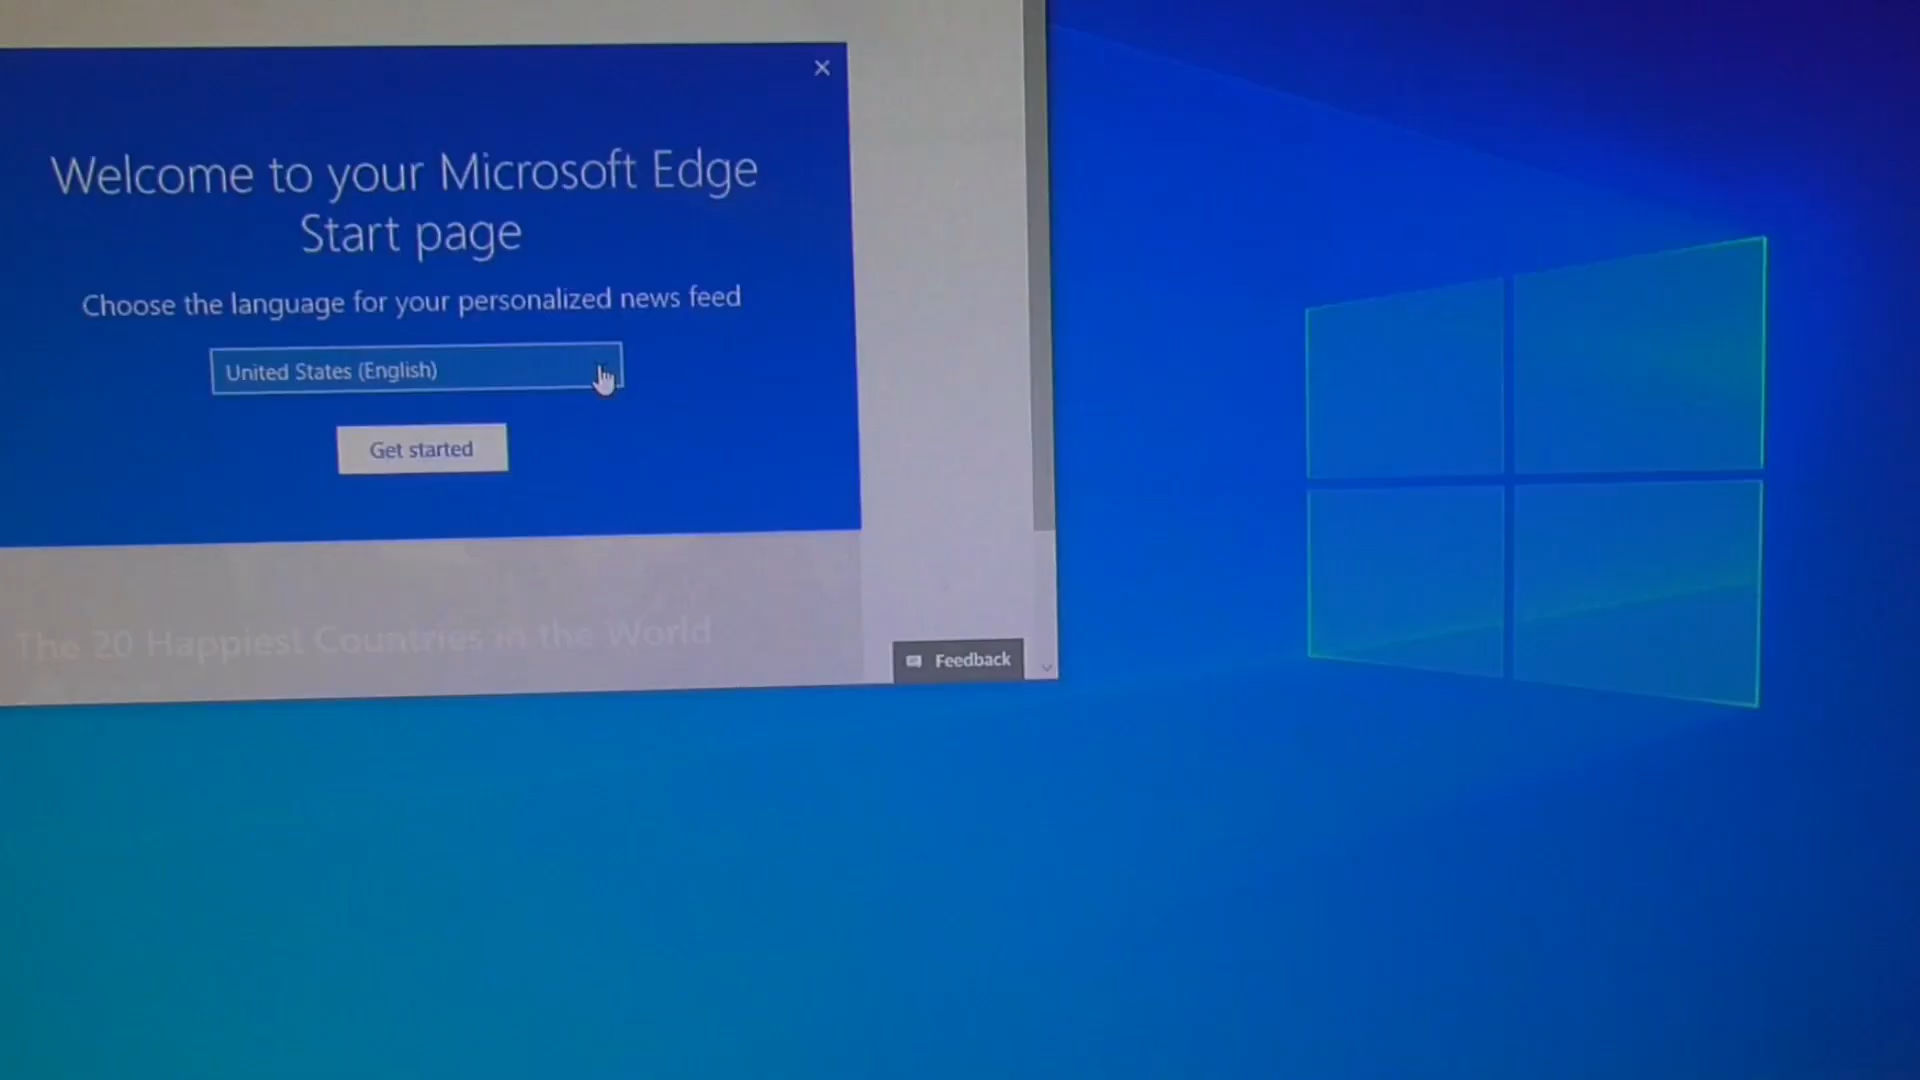 Welcome to your Microsoft Edge
Start page
Choose the language for your personalized news feed
United States (English)
Get started
The 20 Happiest Countries in the World
Feedback